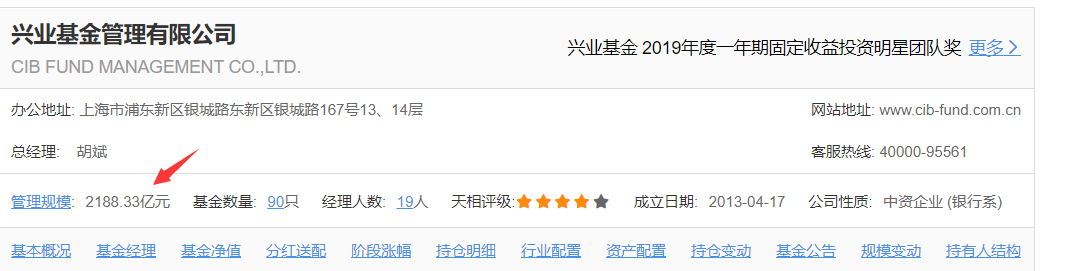 兴业基金管理有限公司
兴业基金 2019年度一年期固定收益投资明星团队奖 更多
CIB FUND MANAGEMENT CO.,LTD.
办公地址: 上海市浦东新区银城路东新区银城路167号13、14层 网站地址: www.cib-fund.com.cn
总经理: 胡斌 客服热线: 40000-95561
管理规模: 2188.33亿元 基金数量: 90只 经理人数: 19人 天相评级: 成立日期: 2013-04-17 公司性质: 中资企业 (银行系)
基本概况 基金经理 基金净值 分红送配 阶段涨幅 持仓明细 行业配置 资产配置 持仓变动 基金公告 规模变动 持有人结构